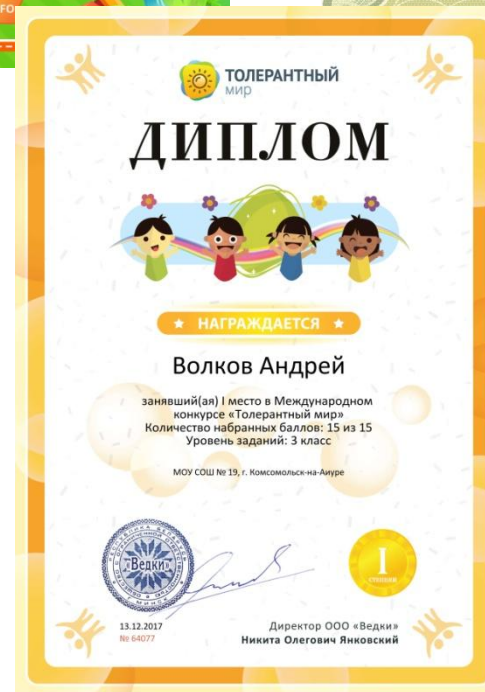 FO
ТОЛЕРАНТНЫЙ
МИР
ДИПЛОМ
НАГРАЖДАЕТСЯ
Волков Андрей
занявший(ая) I место в Международном
конкурсе «Толерантный мир»
Количество набранных баллов: 15 из 15
Уровень заданий: 3 класс
МОУ СОШ № 19, г. Комсомольск-на-Аиуре
«Ведки»
I
СТЕПЕНИ
13.12.2017
№ 64077
Директор ООО «Ведки»
Никита Олегович Янковский